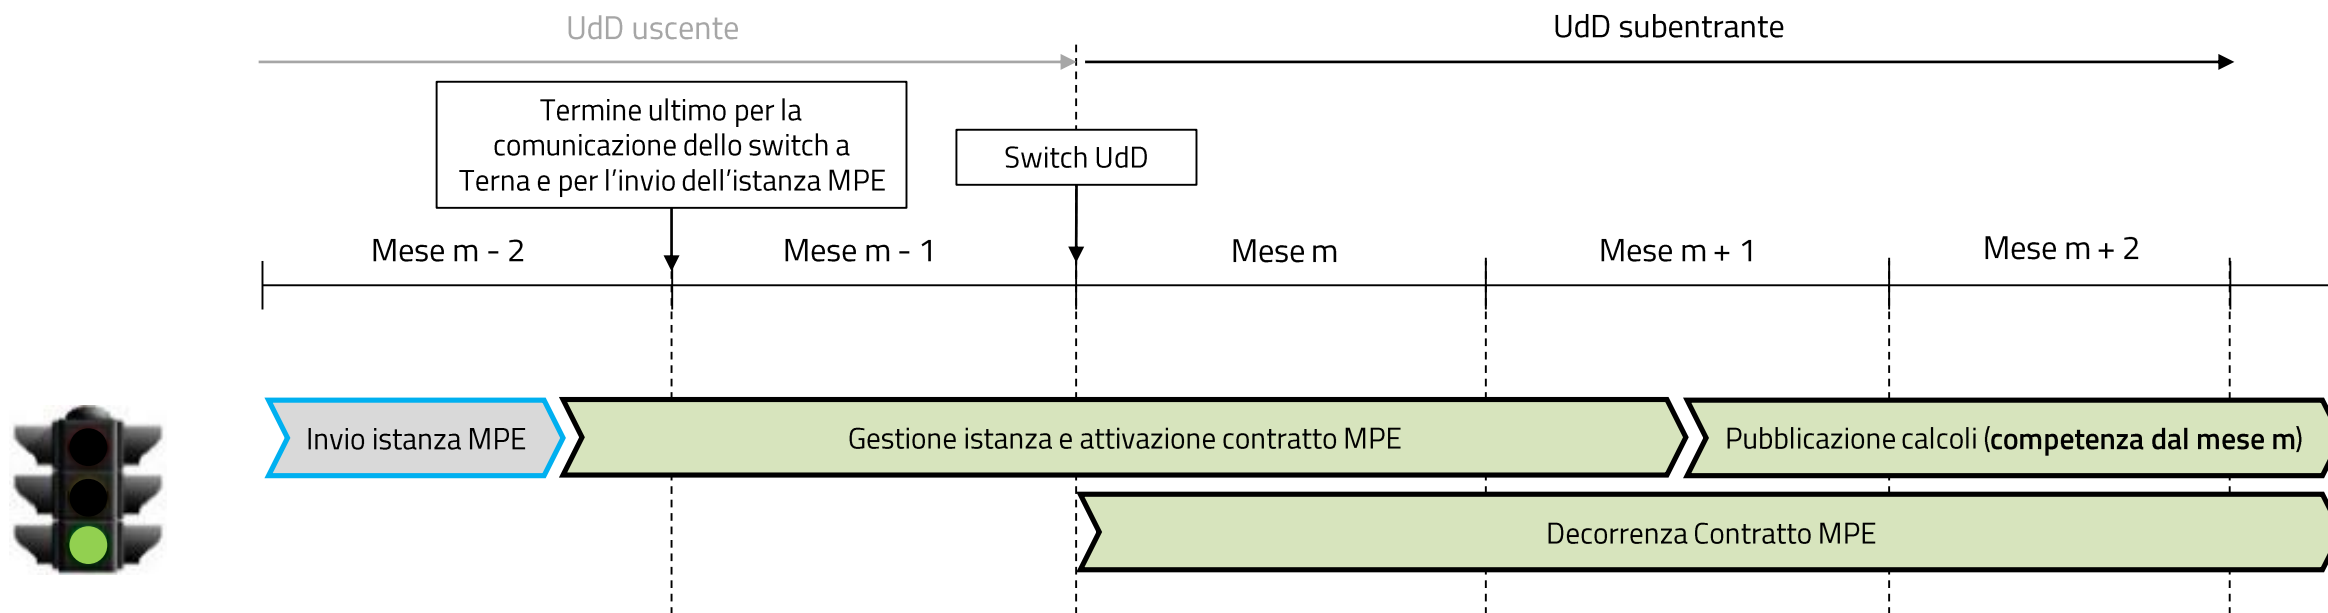 UdD uscente
UdD subentrante
Termine ultimo per la
comunicazione dello switch a
Terna e per l'invio dell'istanza MPE
Switch UdD
Mese m - 2
Mese m - 1
Mese m
Mese m + 1
Mese m + 2
Invio istanza MPE
Gestione istanza e attivazione contratto MPE
Pubblicazione calcoli (competenza dal mese m)
Decorrenza Contratto MPE